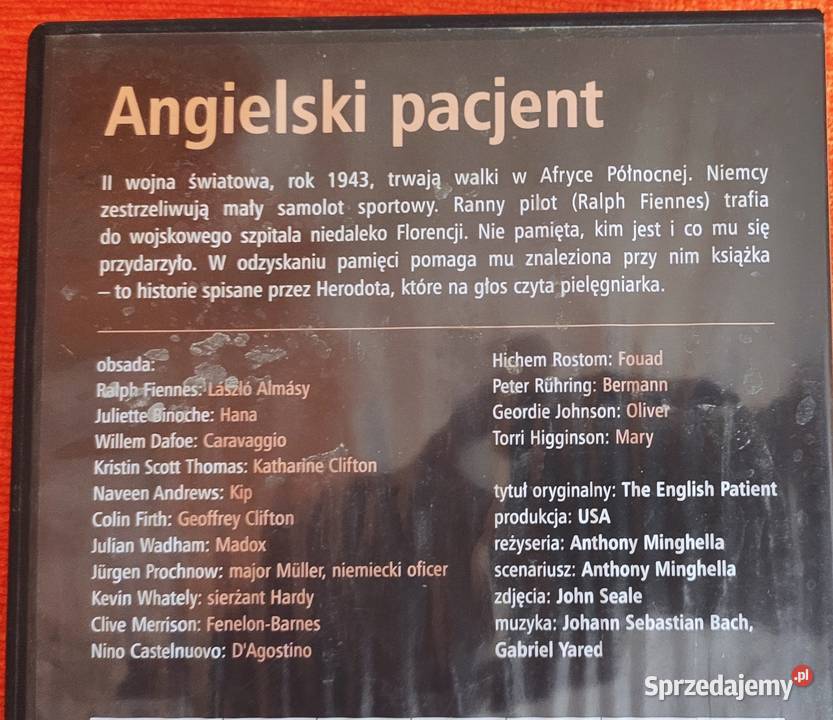 Angielski pacjent
II wojna światowa, rok 1943, trwają walki w Afryce Północnej. Niemcy
zestrzeliwują mały samolot sportowy. Ranny pilot (Ralph Fiennes) trafia
do wojskowego szpitala niedaleko Florencji. Nie pamięta, kim jest i co mu się
przydarzyło. W odzyskaniu pamięci pomaga mu znaleziona przy nim książka
– to historie spisane przez Herodota, które na głos czyta pielęgniarka.
obsada:
Ralph Fiennes: László Almásy
Juliette Binoche: Hana
Willem Dafoe: Caravaggio
Kristin Scott Thomas: Katharine Clifton
Naveen Andrews: Kip
Colin Firth: Geoffrey Clifton
Julian Wadham: Madox
Jürgen Prochnow: major Müller, niemiecki oficer
Kevin Whately: sierżant Hardy
Clive Merrison: Fenelon-Barnes
Nino Castelnuovo: D'Agostino
Hichem Rostom: Fouad
Peter Rühring: Bermann
Geordie Johnson: Oliver
Torri Higginson: Mary
tytuł oryginalny: The English Patient
produkcja: USA
reżyseria: Anthony Minghella
scenariusz: Anthony Minghella
zdjęcia: John Seale
muzyka: Johann Sebastian Bach,
Gabriel Yared
Sprzedajemy.pl